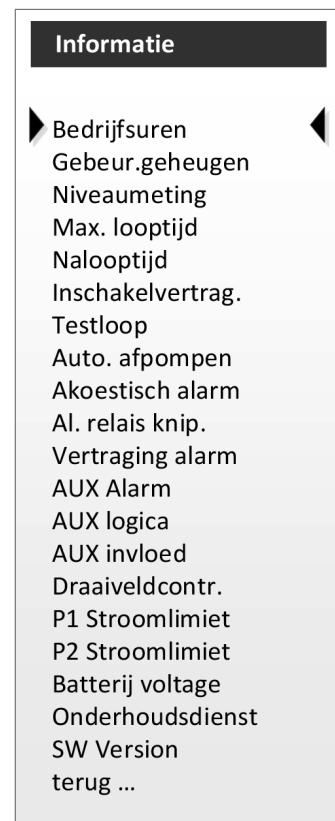 Informatie
Bedrijfsuren
Gebeur.geheugen
Niveaumeting
Max. looptijd
Nalooptijd
Inschakelvertrag.
Testloop
Auto. afpompen
Akoestisch alarm
Al. relais knip.
Vertraging alarm
AUX Alarm
AUX logica
AUX invloed
Draaiveldcontr.
P1 Stroomlimiet
P2 Stroomlimiet
Batterij voltage
Onderhoudsdienst
SW Version
terug ...